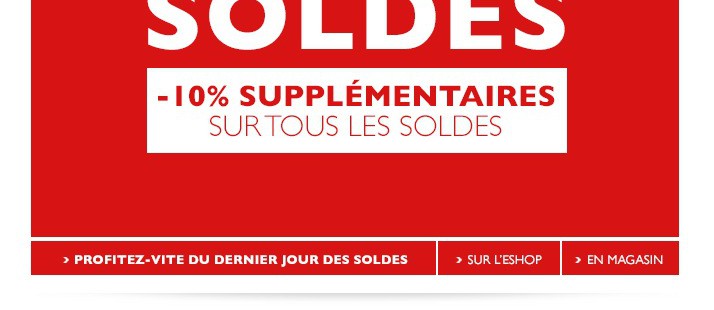 SOLDES
-10% SUPPLÉMENTAIRES
SUR TOUS LES SOLDES
› PROFITEZ-VITE DU DERNIER JOUR DES SOLDES
› SUR L'ESHOP
› EN MAGASIN